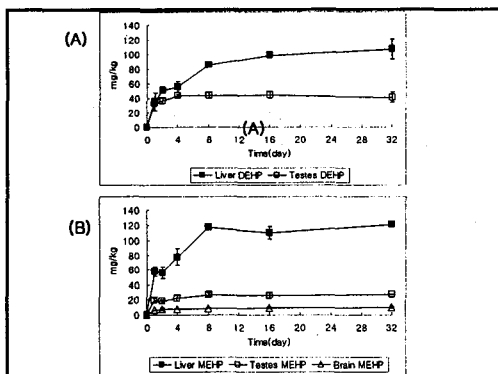 (A)
mg/kg
140
120
100
80
60
40
20
0
0 4 8 12 16 20 24 28 32
(A)
Time(day)
Liver DEHP Testes DEHP
(B)
mg/kg
140
120
100
80
60
40
20
0
0 4 8 12 16 20 24 28 32
Time(day)
Liver MEHP Testes MEHP Brain MEHP